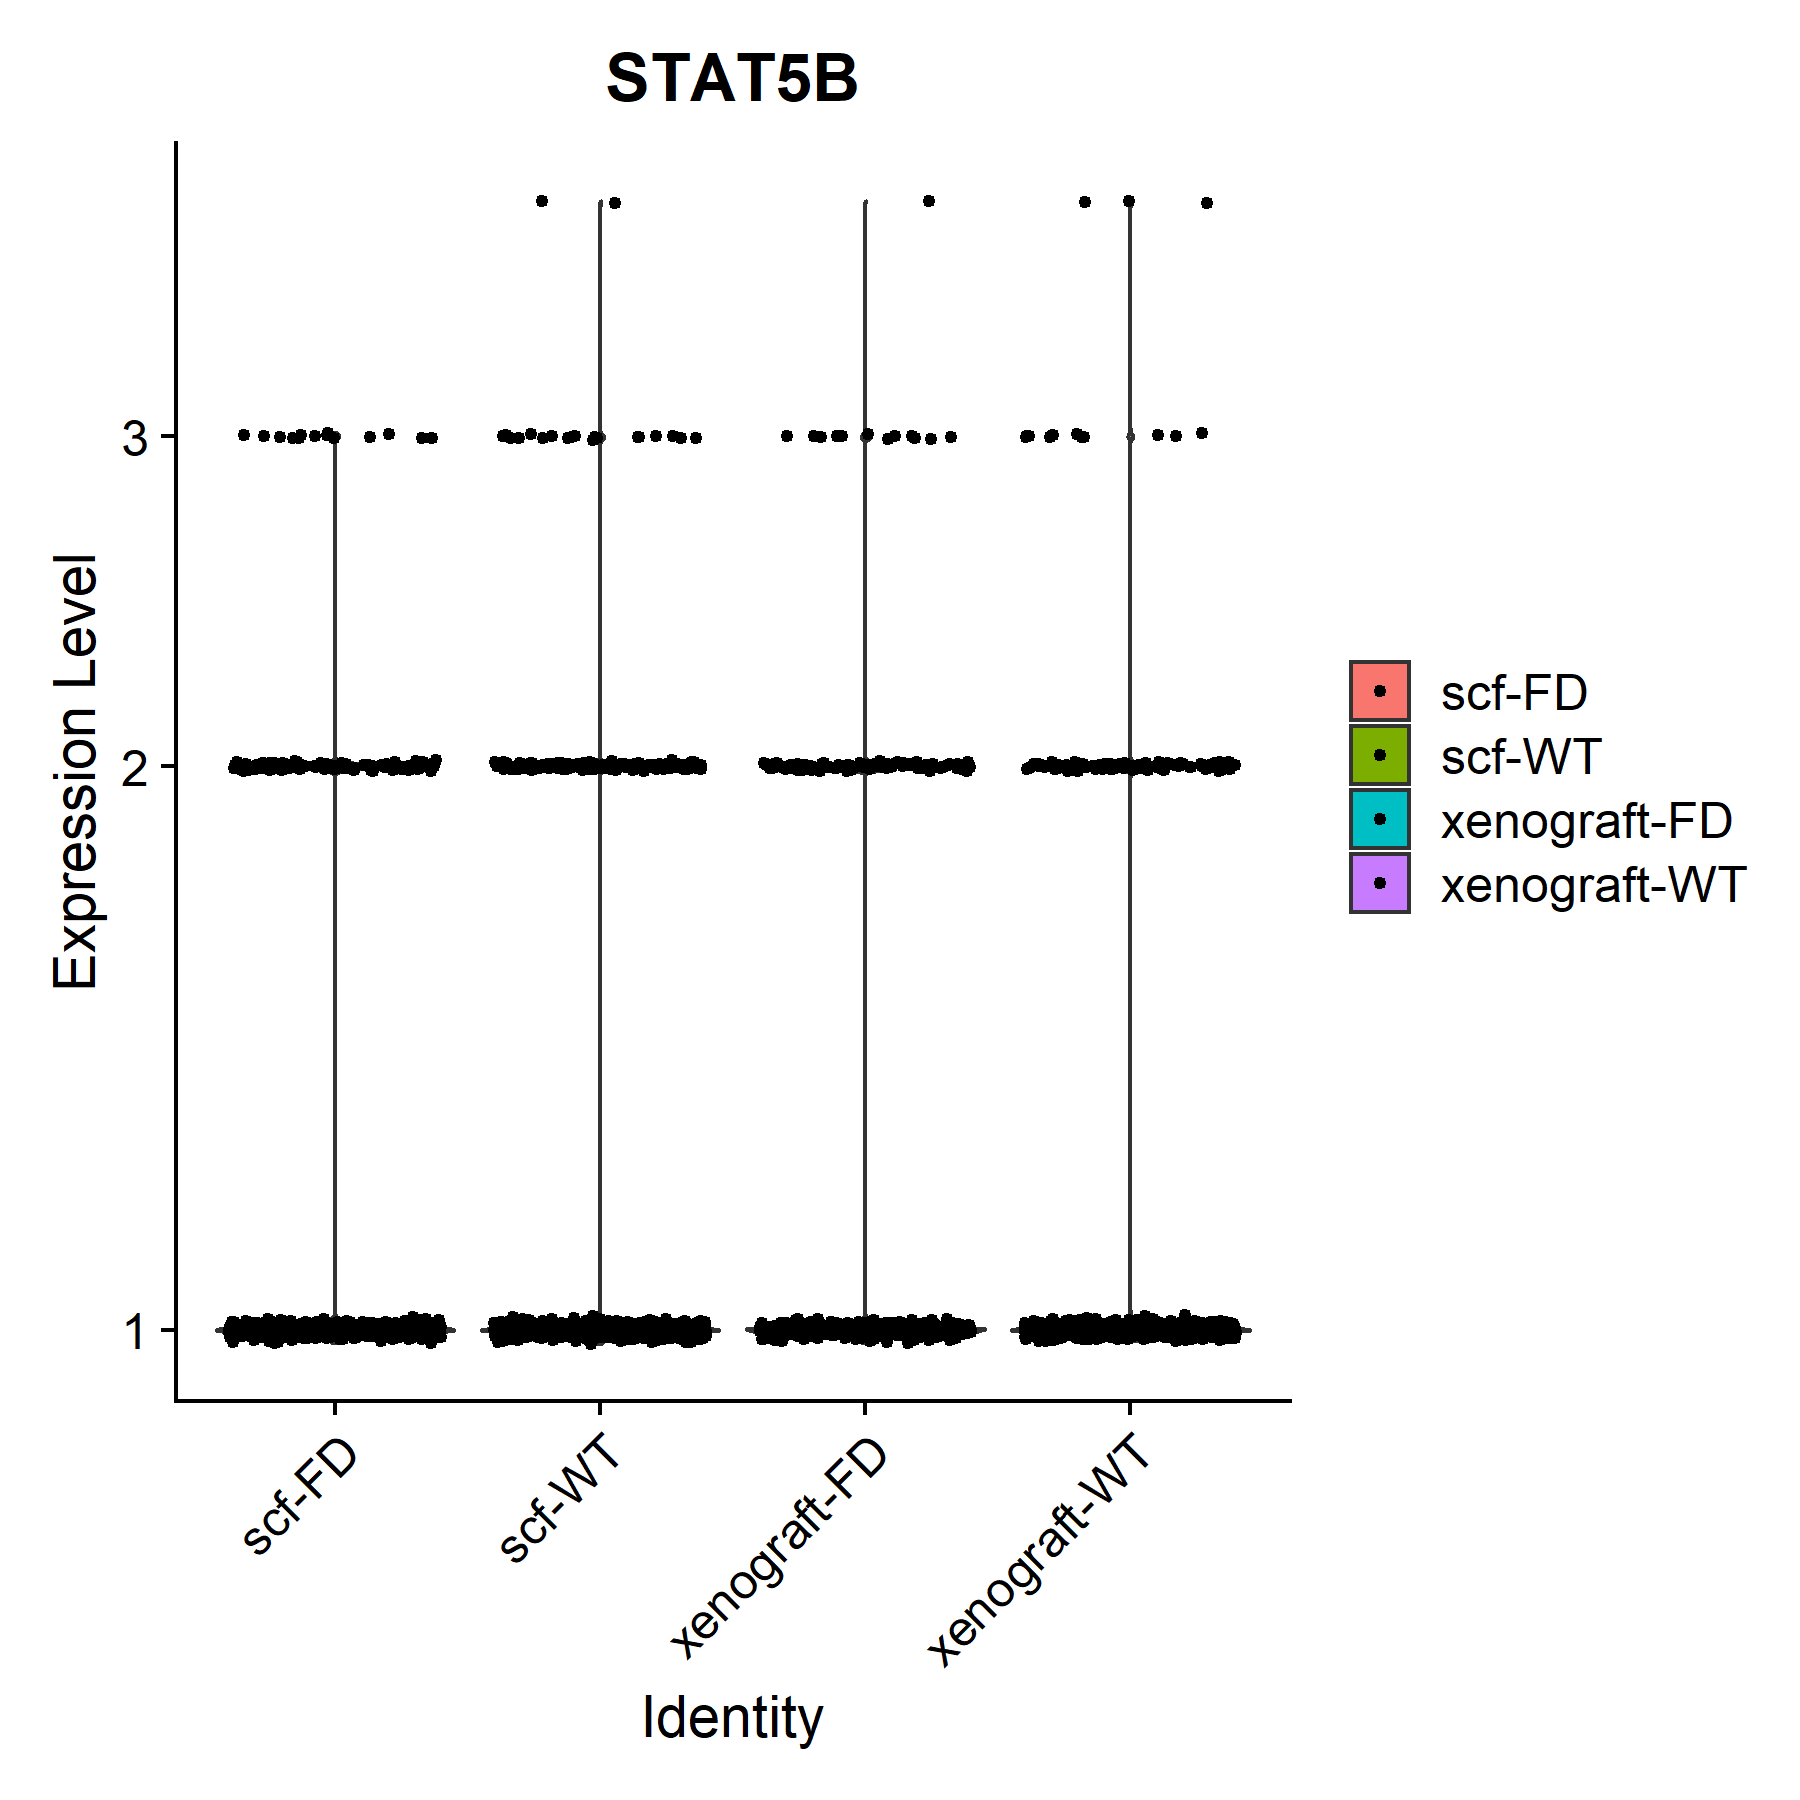 STAT5B
Expression Level
3
2
1
scf-FD
scf-WT
xenograft-FD
xenograft-WT
Identity
scf-FD
scf-WT
xenograft-FD
xenograft-WT